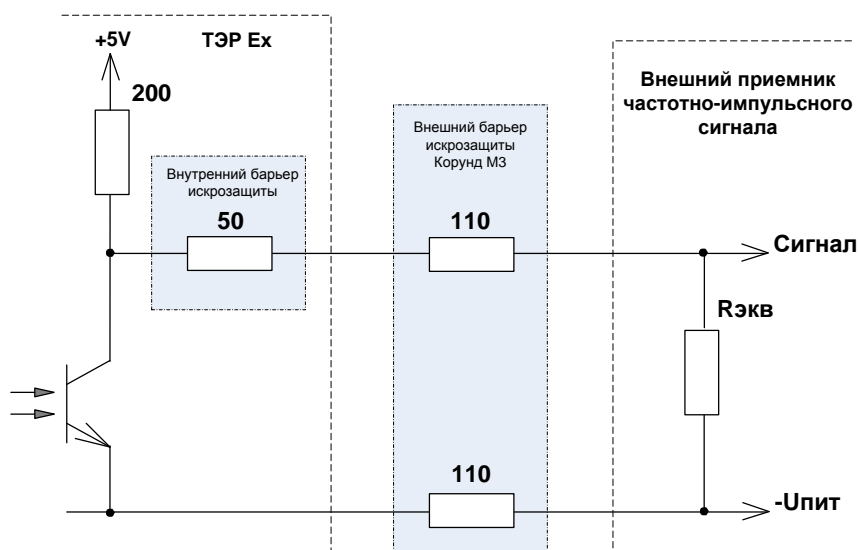 +5V
ТЭР Ех
200
Внешний приемник
частотно-импульсного
сигнала
Внешний барьер
искрозащиты
Корунд М3
Внутренний барьер
искрозащиты
50
110
Сигнал
Rэкв
110
-Uпит